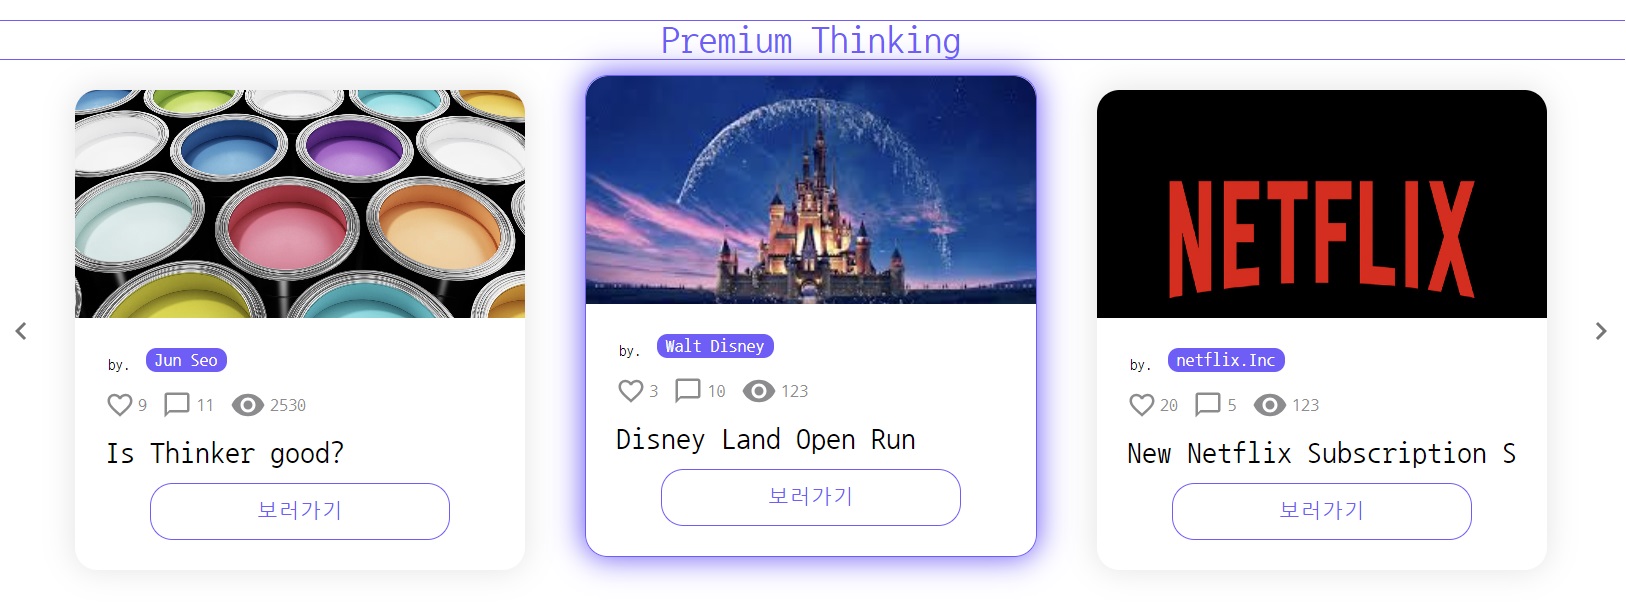 Premium Thinking
by. Jun Seo
9 11 2530
Is Thinker good?
보러가기
by. Walt Disney
3 10 123
Disney Land Open Run
보러가기
NETFLIX
by. netflix.Inc
20 5 123
New Netflix Subscription S
보러가기